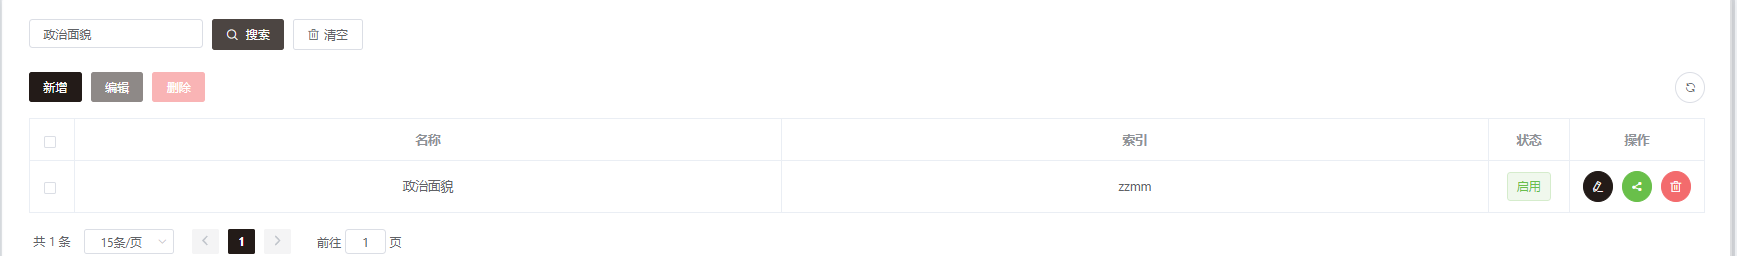 政治面貌 搜索 清空
新增 编辑 删除
名称 索引 状态 操作
政治面貌 zzmm 启用
共 1 条 15条/页 1 前往 1 页